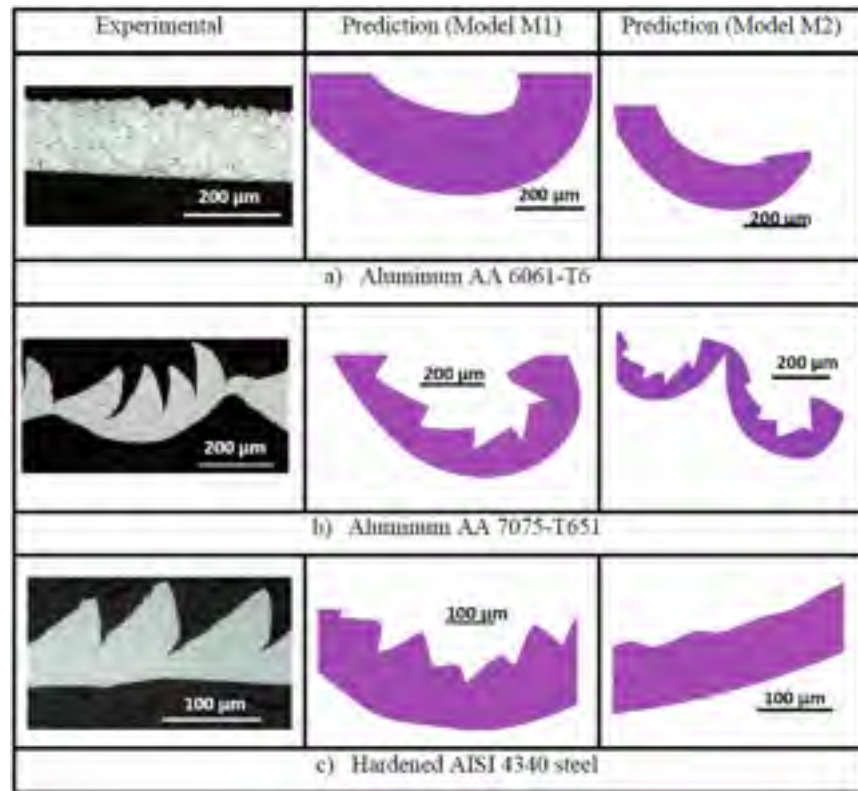 Experimental
Prediction (Model M1)
Prediction (Model M2)
200 µm
200 µm
200 µm
a) Aluminum AA 6061-T6
200 µm
200 µm
200 µm
b) Aluminum AA 7075-T651
100 µm
100 µm
100 µm
c) Hardened AISI 4340 steel